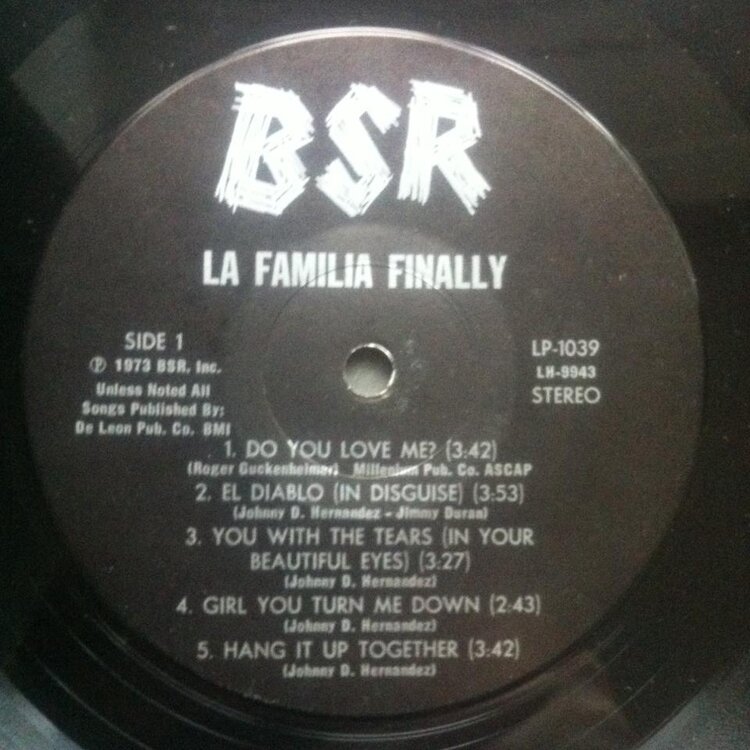 BSR
LA FAMILIA FINALLY
SIDE 1
℗ 1973 BSR, Inc.
Unless Noted All
Songs Published By:
De Leon Pub. Co. BMI
LP-1039
LH-9943
STEREO
1. DO YOU LOVE ME? (3:42)
(Roger Guckenheimer) Millenium Pub. Co. ASCAP
2. EL DIABLO (IN DISGUISE) (3:53)
(Johnny D. Hernandez - Jimmy Duran)
3. YOU WITH THE TEARS (IN YOUR
BEAUTIFUL EYES) (3:27)
(Johnny D. Hernandez)
4. GIRL YOU TURN ME DOWN (2:43)
(Johnny D. Hernandez)
5. HANG IT UP TOGETHER (3:42)
(Johnny D. Hernandez)